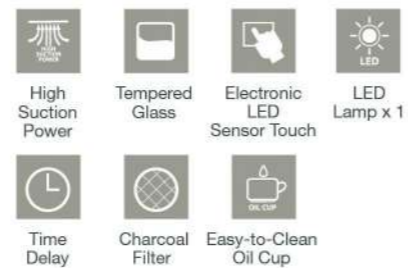 HIGH
SUCTION
POWER
LED
High
Suction
Power
Tempered
Glass
Electronic
LED
Sensor Touch
LED
Lamp x 1
OIL CUP
Time
Delay
Charcoal
Filter
Easy-to-Clean
Oil Cup